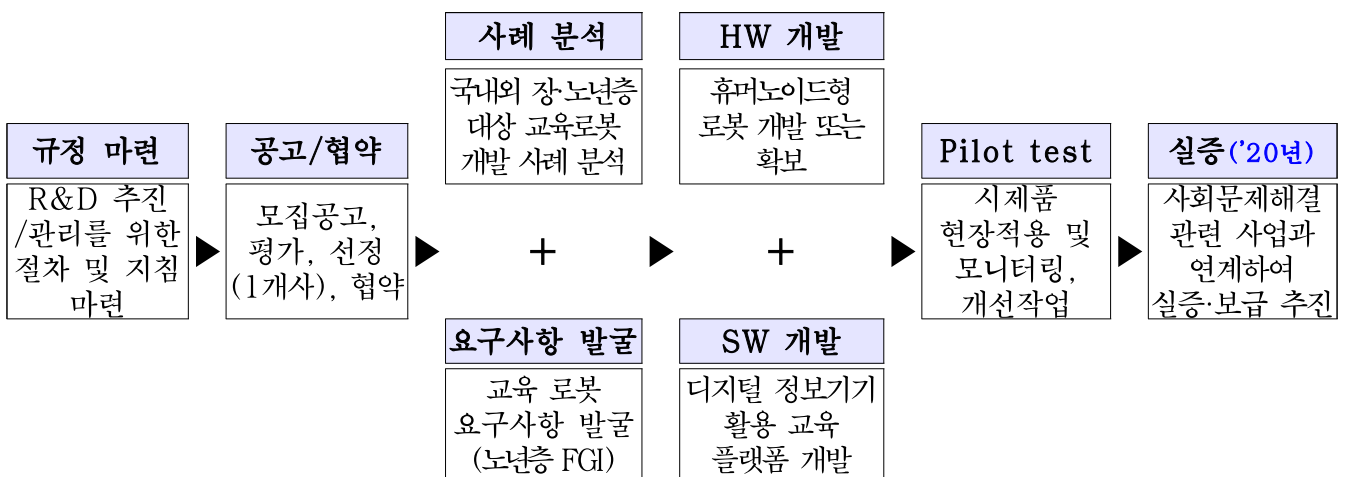 규정 마련
R&D 추진
/관리를 위한
절차 및 지침
마련
공고/협약
모집공고,
평가, 선정
(1개사), 협약
사례 분석
국내외 장·노년층
대상 교육로봇
개발 사례 분석
+
요구사항 발굴
교육 로봇
요구사항 발굴
(노년층 FGI)
HW 개발
휴머노이드형
로봇 개발 또는
확보
+
SW 개발
디지털 정보기기
활용 교육
플랫폼 개발
Pilot test
시제품
현장적용 및
모니터링,
개선작업
실증('20년)
사회문제해결
관련 사업과
연계하여
실증·보급 추진